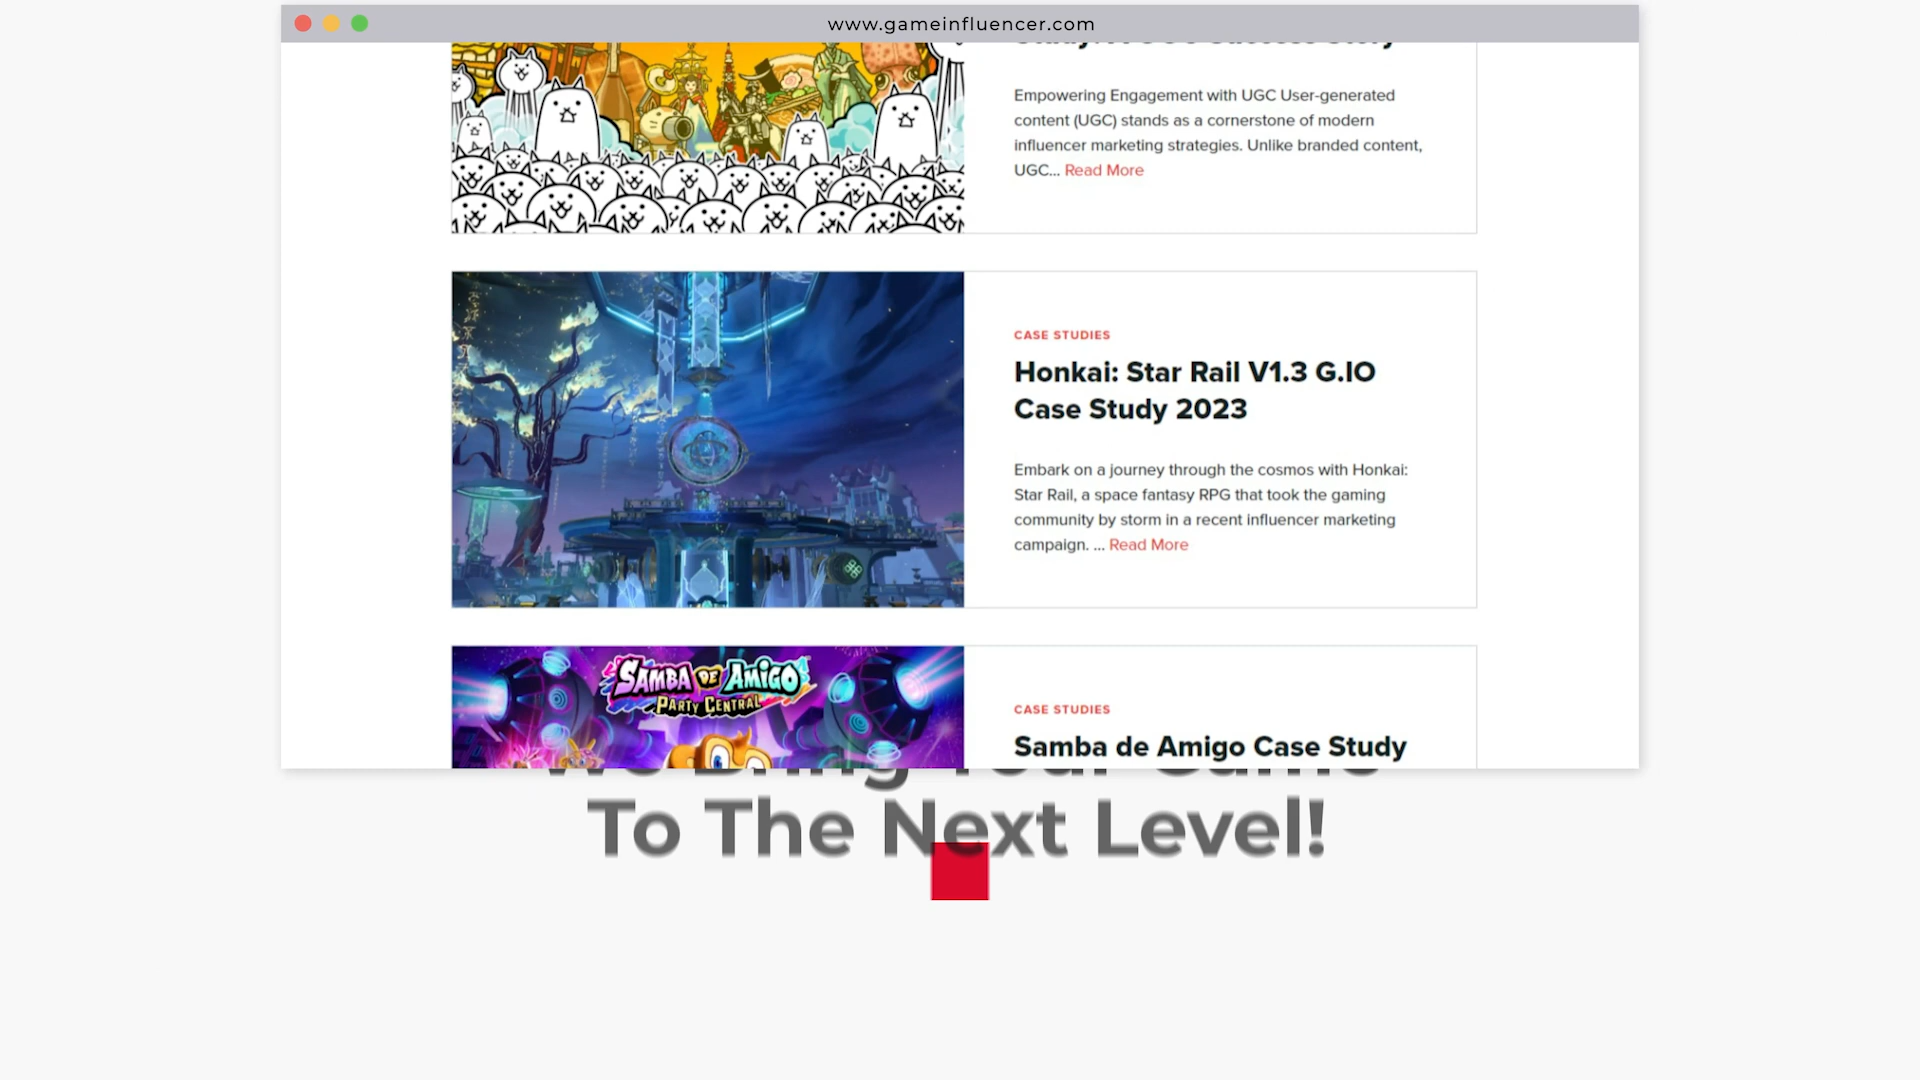 www.gameinfluencer.com
Empowering Engagement with UGC User-generated
content (UGC) stands as a cornerstone of modern
influencer marketing strategies. Unlike branded content,
UGC... Read More
CASE STUDIES
Honkai: Star Rail V1.3 G.IO
Case Study 2023
Embark on a journey through the cosmos with Honkai:
Star Rail, a space fantasy RPG that took the gaming
community by storm in a recent influencer marketing
campaign. ... Read More
SAMBA DE AMIGO
PARTY CENTRAL
CASE STUDIES
Samba de Amigo Case Study
To The Next Level!